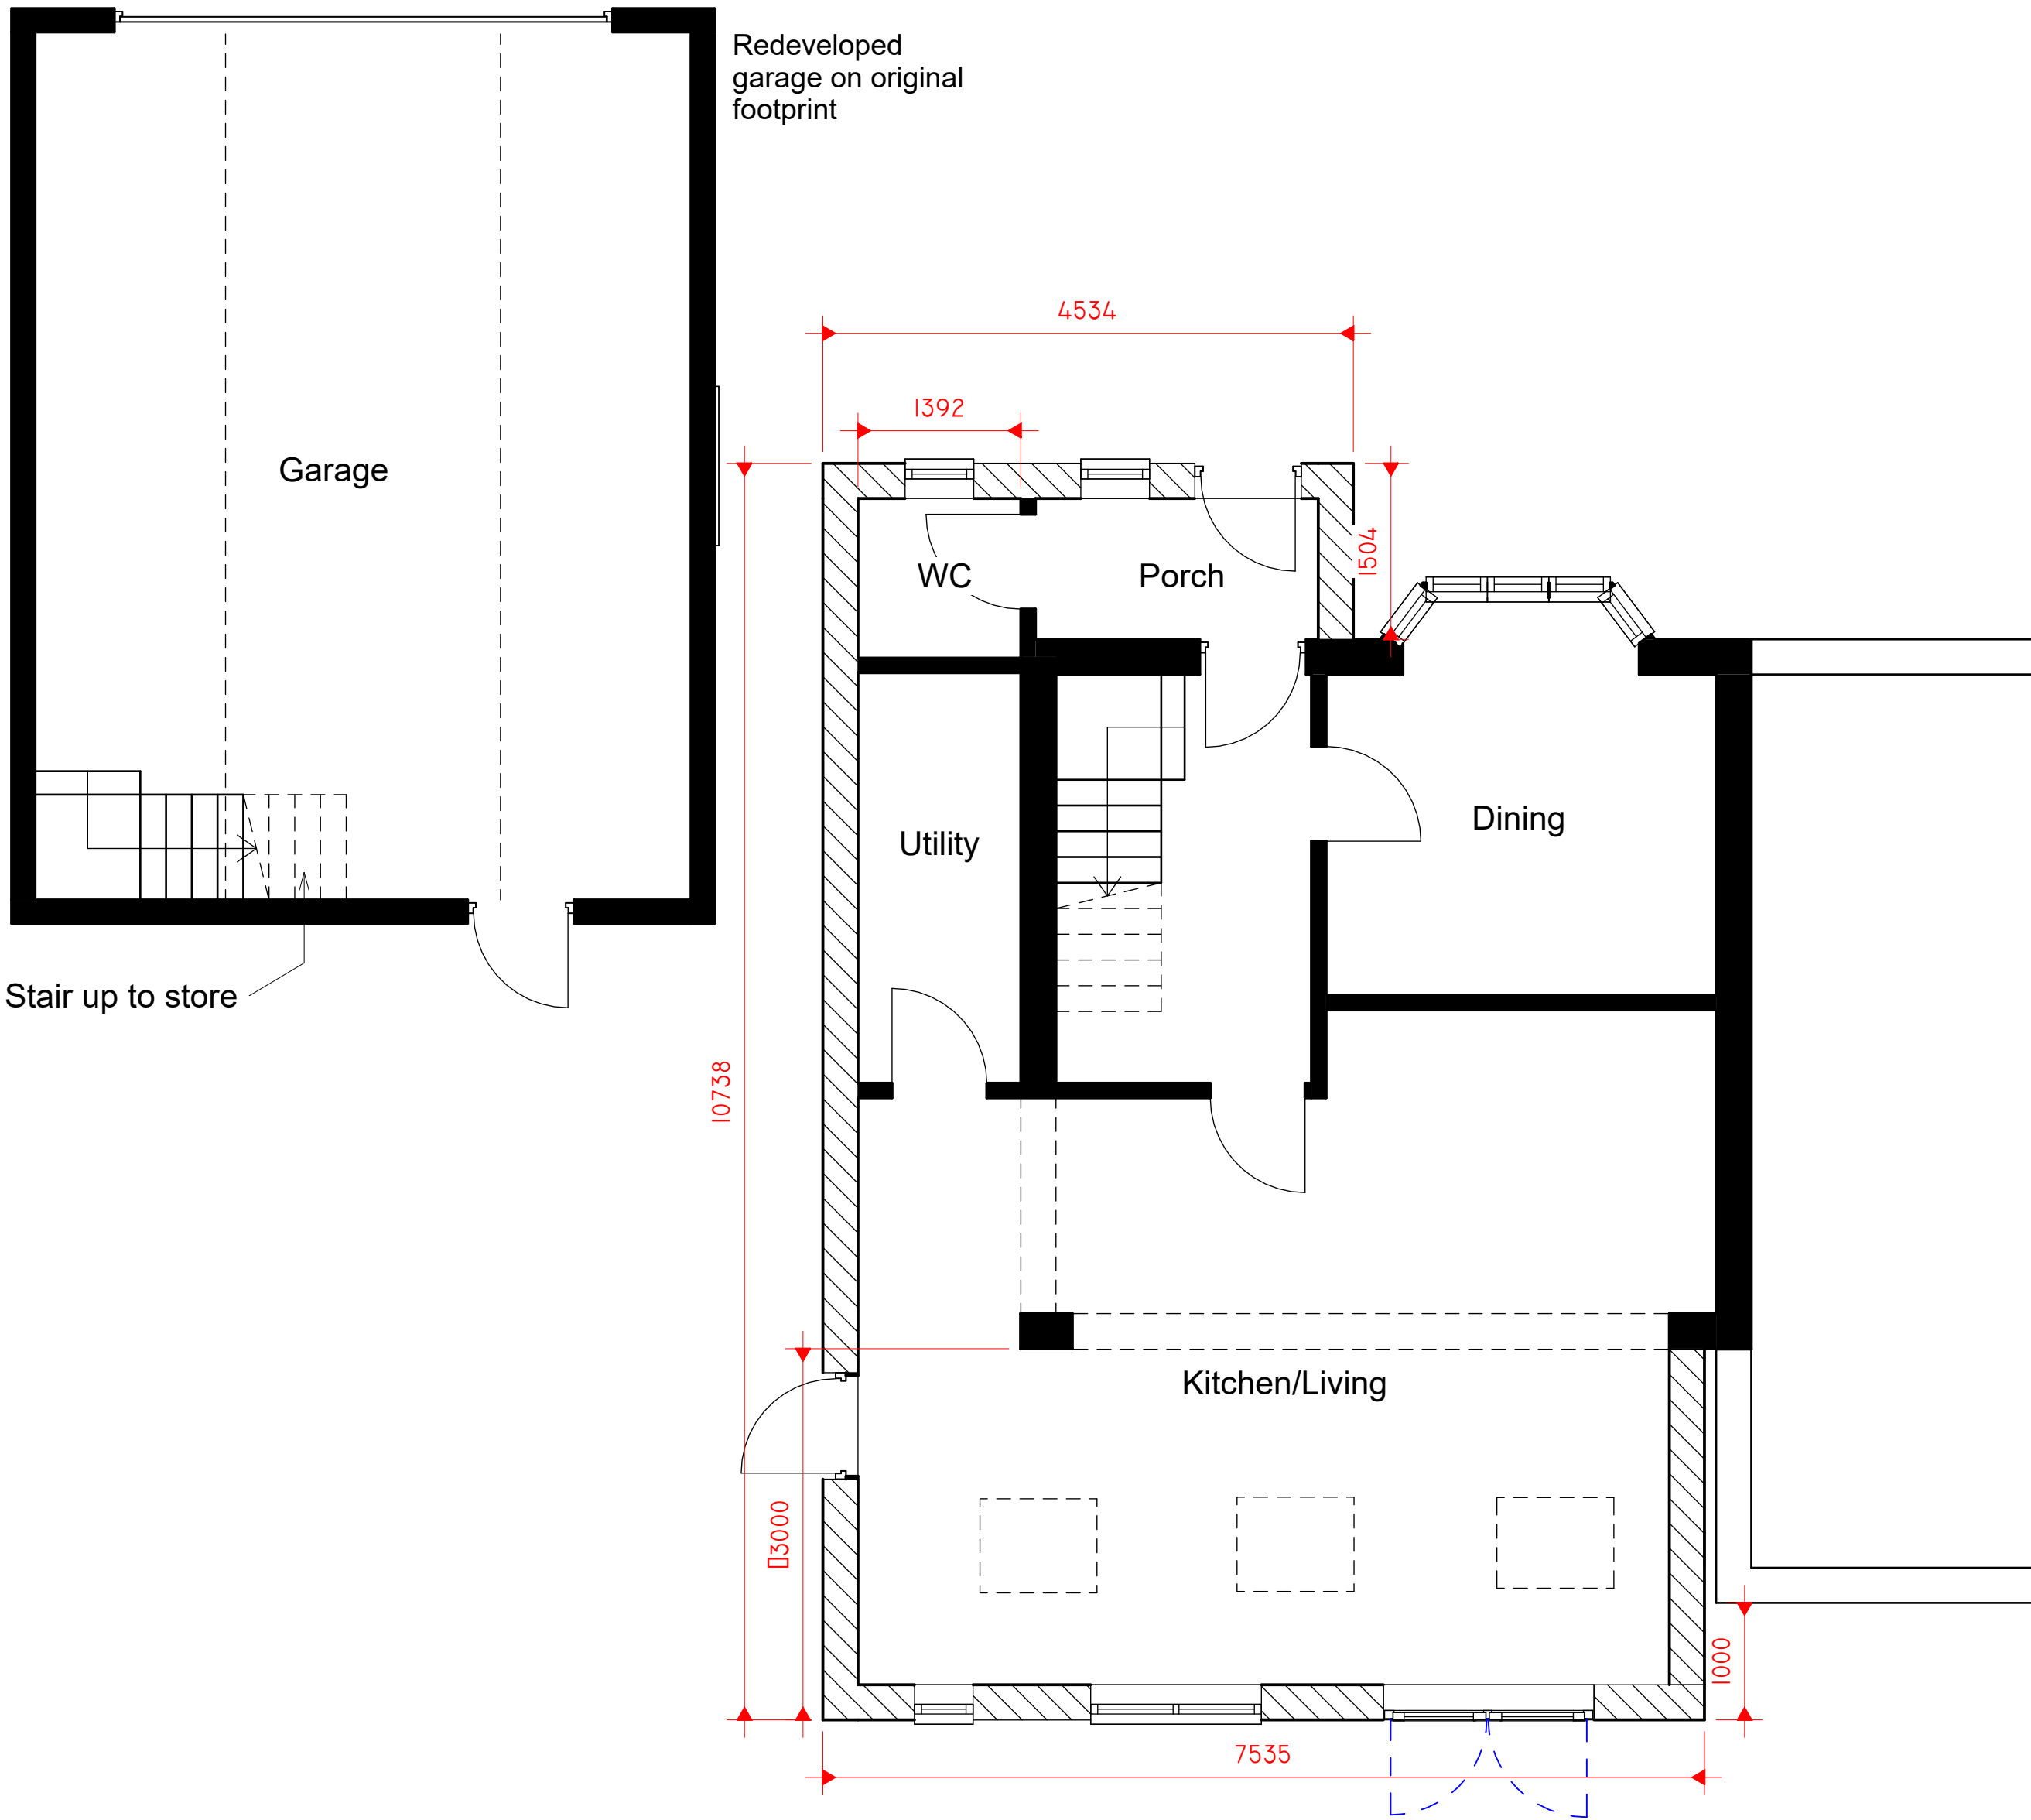 Redeveloped
garage on original
footprint
4534
1392
Garage
1504
WC
Porch
Dining
Utility
Stair up to store
10738
Kitchen/Living
3000
1000
7535